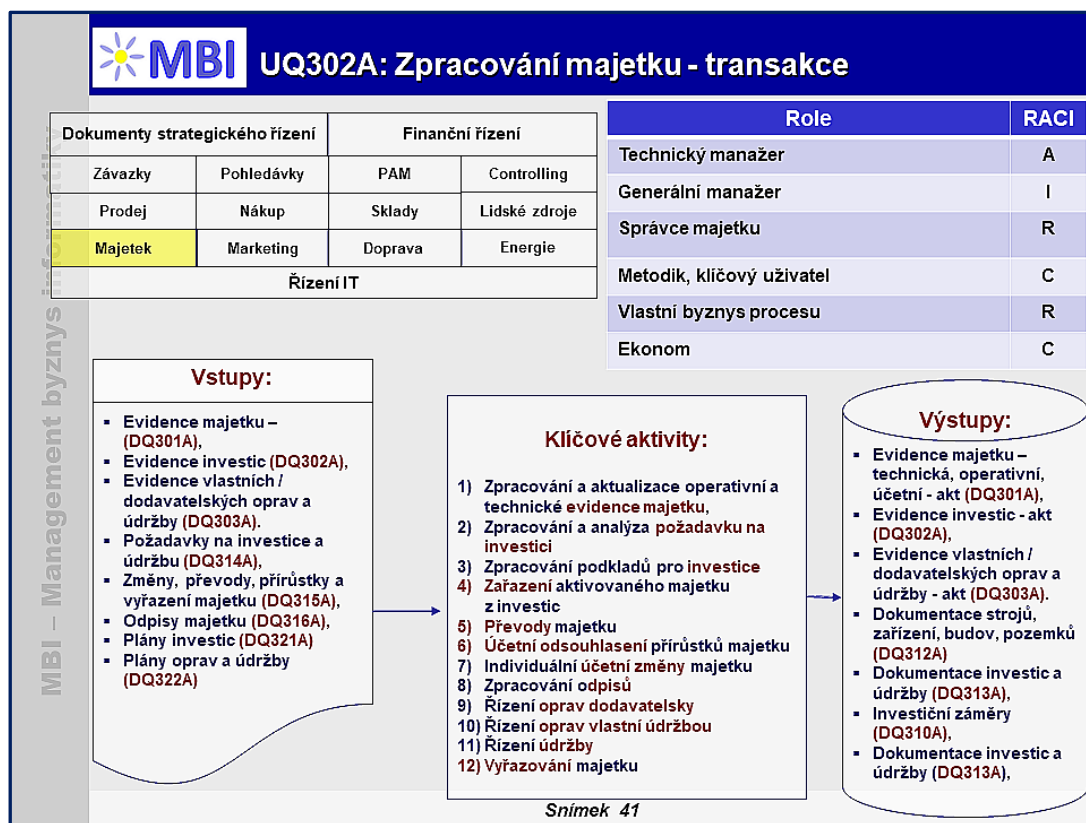 MBI
UQ302A: Zpracování majetku - transakce
MBI – Management byznys informatiky
Dokumenty strategického řízení Finanční řízení
Závazky Pohledávky PAM Controlling
Prodej Nákup Sklady Lidské zdroje
Majetek Marketing Doprava Energie
Řízení IT
Role RACI
Technický manažer A
Generální manažer I
Správce majetku R
Metodik, klíčový uživatel C
Vlastní byznys procesu R
Ekonom C
Vstupy:
▪ Evidence majetku –
(DQ301A),
▪ Evidence investic (DQ302A),
▪ Evidence vlastních /
dodavatelských oprav a
údržby (DQ303A).
▪ Požadavky na investice a
údržbu (DQ314A),
▪ Změny, převody, přírůstky a
vyřazení majetku (DQ315A),
▪ Odpisy majetku (DQ316A),
▪ Plány investic (DQ321A)
▪ Plány oprav a údržby
(DQ322A)
Klíčové aktivity:
1) Zpracování a aktualizace operativní a
technické evidence majetku,
2) Zpracování a analýza požadavku na
investici
3) Zpracování podkladů pro investice
4) Zařazení aktivovaného majetku
z investic
5) Převody majetku
6) Účetní odsouhlasení přírůstků majetku
7) Individuální účetní změny majetku
8) Zpracování odpisů
9) Řízení oprav dodavatelsky
10) Řízení oprav vlastní údržbou
11) Řízení údržby
12) Vyřazování majetku
Výstupy:
▪ Evidence majetku –
technická, operativní,
účetní - akt (DQ301A),
▪ Evidence investic - akt
(DQ302A),
▪ Evidence vlastních /
dodavatelských oprav a
údržby - akt (DQ303A).
▪ Dokumentace strojů,
zařízení, budov, pozemků
(DQ312A)
▪ Dokumentace investic a
údržby (DQ313A),
▪ Investiční záměry
(DQ310A),
▪ Dokumentace investic a
údržby (DQ313A),
Snímek 41